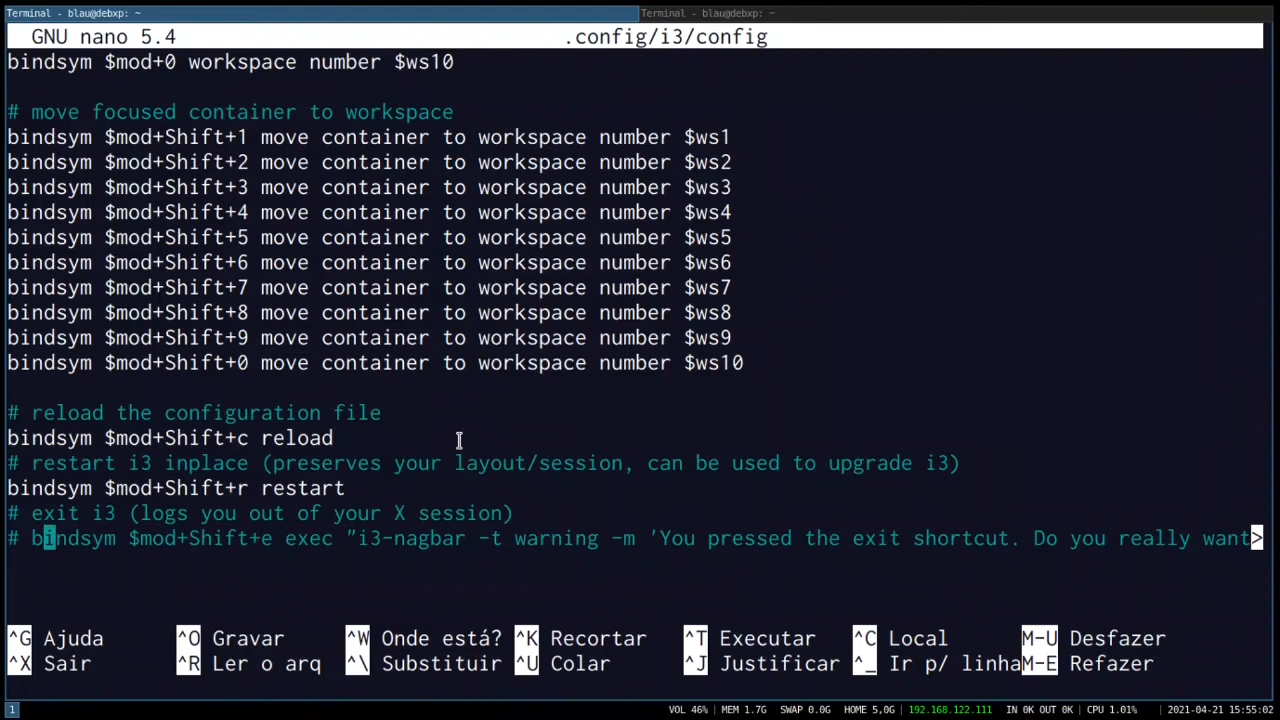 Terminal - blau@debxp: ~
Terminal - blau@debxp: ~
GNU nano 5.4 .config/i3/config
bindsym $mod+0 workspace number $ws10
# move focused container to workspace
bindsym $mod+Shift+1 move container to workspace number $ws1
bindsym $mod+Shift+2 move container to workspace number $ws2
bindsym $mod+Shift+3 move container to workspace number $ws3
bindsym $mod+Shift+4 move container to workspace number $ws4
bindsym $mod+Shift+5 move container to workspace number $ws5
bindsym $mod+Shift+6 move container to workspace number $ws6
bindsym $mod+Shift+7 move container to workspace number $ws7
bindsym $mod+Shift+8 move container to workspace number $ws8
bindsym $mod+Shift+9 move container to workspace number $ws9
bindsym $mod+Shift+0 move container to workspace number $ws10
# reload the configuration file
bindsym $mod+Shift+c reload
# restart i3 inplace (preserves your layout/session, can be used to upgrade i3)
bindsym $mod+Shift+r restart
# exit i3 (logs you out of your X session)
# bindsym $mod+Shift+e exec "i3-nagbar -t warning -m 'You pressed the exit shortcut. Do you really want>
^G Ajuda ^O Gravar ^W Onde está? ^K Recortar ^T Executar ^C Local M-U Desfazer
^X Sair ^R Ler o arq ^\ Substituir ^U Colar ^J Justificar ^_ Ir p/ linha M-E Refazer
1 VOL 46% | MEM 1.7G | SWAP 0.0G | HOME 5,0G | 192.168.122.111 | IN 0K OUT 0K | CPU 1.01% | 2021-04-21 15:55:02